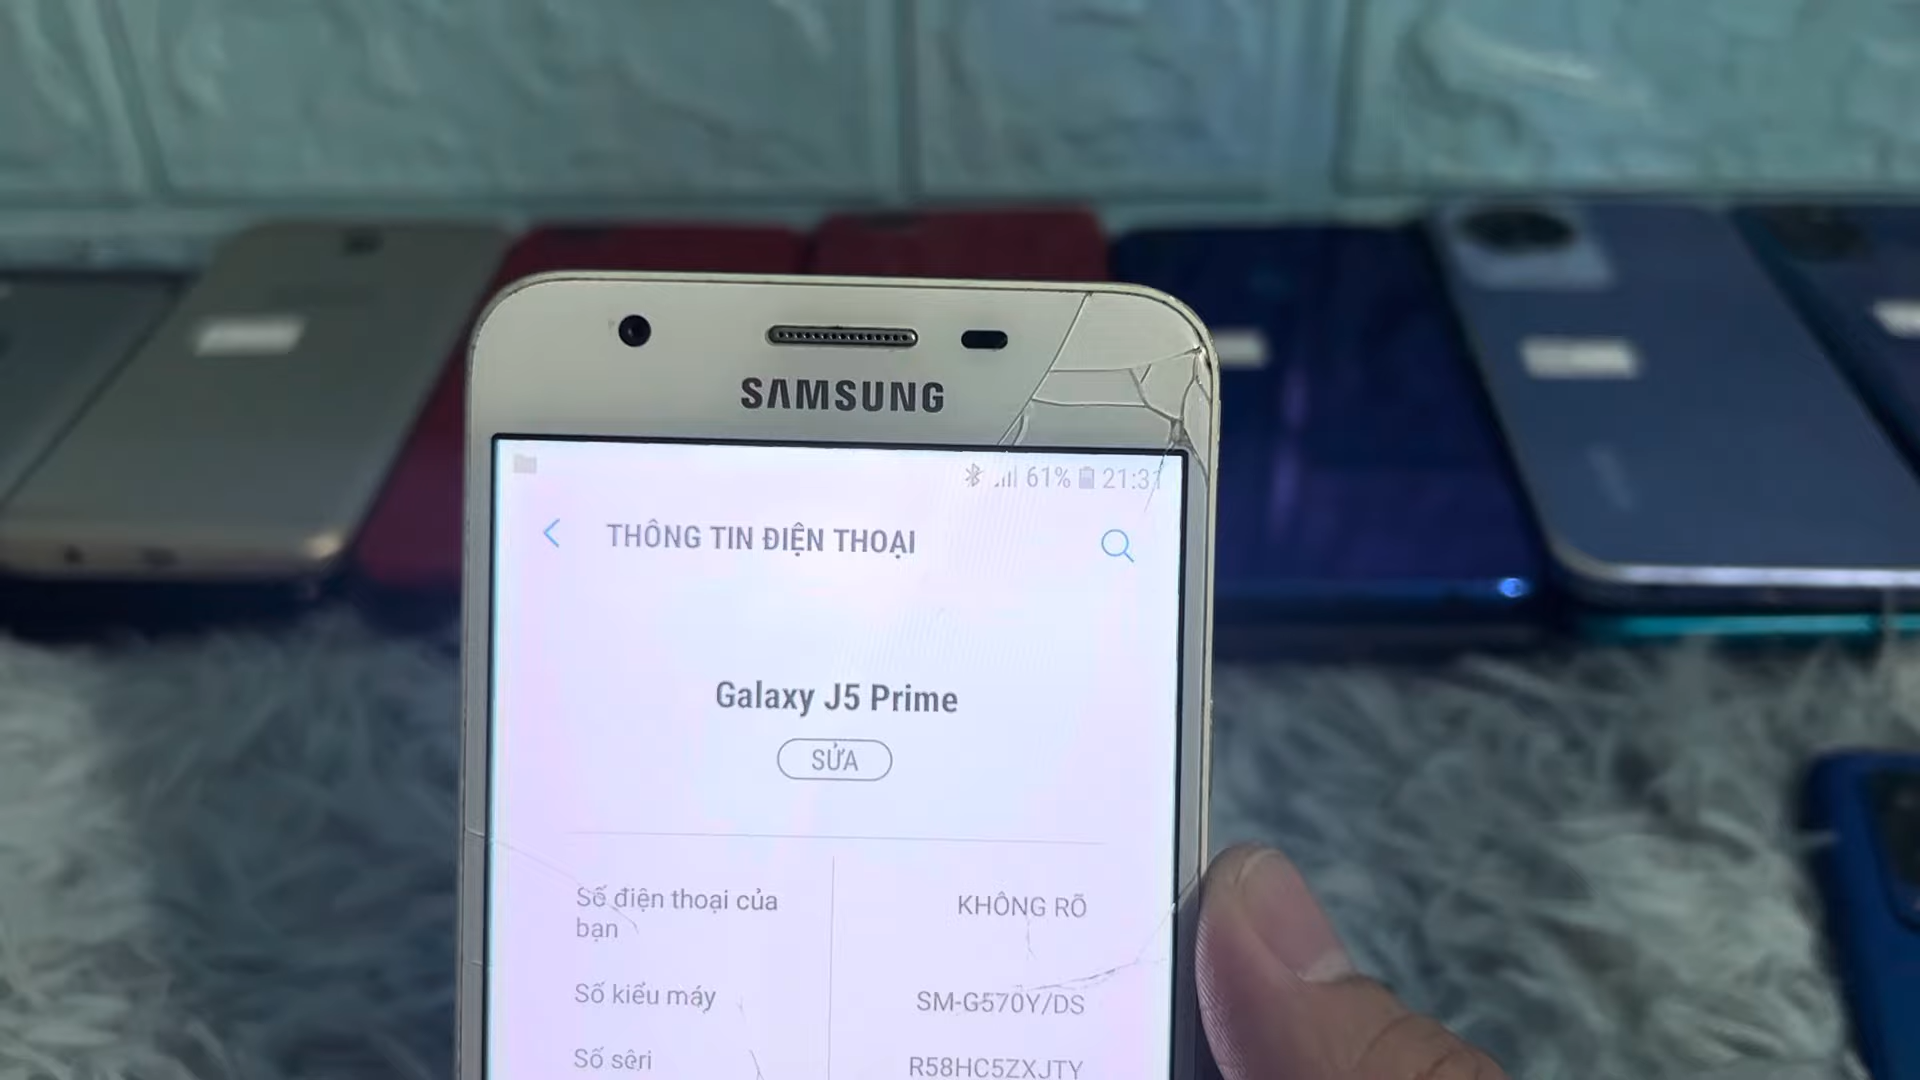 SAMSUNG
61% 21:31
THÔNG TIN ĐIỆN THOẠI
Galaxy J5 Prime
SỬA
Số điện thoại của
bạn
KHÔNG RÕ
Số kiểu máy
SM-G570Y/DS
Số sêri
R58HC5ZXJTY